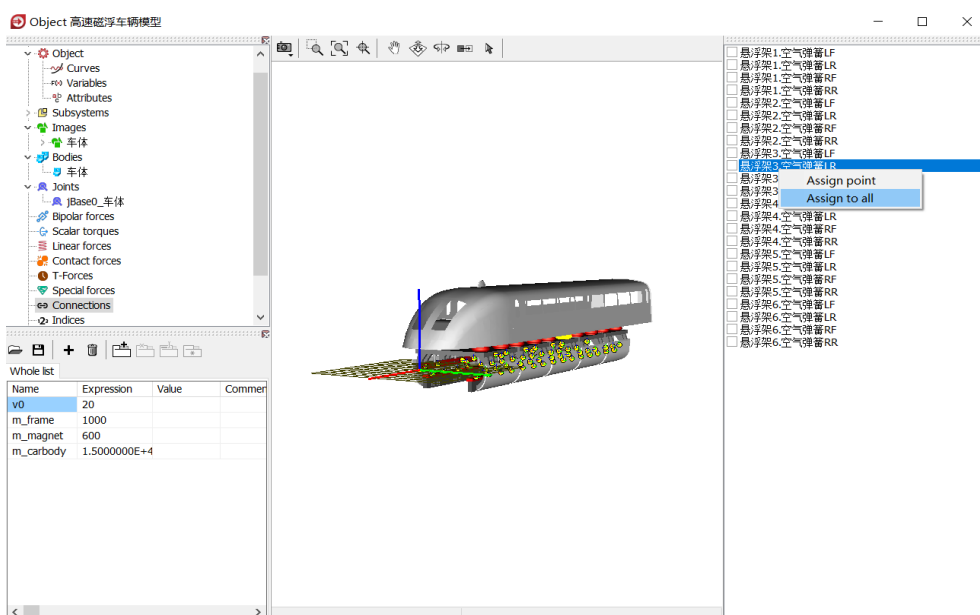 Object 高速磁浮车辆模型
Object
Curves
Variables
Attributes
Subsystems
Images
车体
Bodies
车体
Joints
jBase0_车体
Bipolar forces
Scalar torques
Linear forces
Contact forces
T-Forces
Special forces
Connections
Indices
Whole list
Name Expression Value Commen
v0 20
m_frame 1000
m_magnet 600
m_carbody 1.5000000E+4
悬浮架1.空气弹簧LF
悬浮架1.空气弹簧LR
悬浮架1.空气弹簧RF
悬浮架1.空气弹簧RR
悬浮架2.空气弹簧LF
悬浮架2.空气弹簧LR
悬浮架2.空气弹簧RF
悬浮架2.空气弹簧RR
悬浮架3.空气弹簧LF
悬浮架3.空气弹簧LR
悬浮架3
Assign point
悬浮架3
Assign to all
悬浮架4
悬浮架4.空气弹簧LR
悬浮架4.空气弹簧RF
悬浮架4.空气弹簧RR
悬浮架5.空气弹簧LF
悬浮架5.空气弹簧LR
悬浮架5.空气弹簧RF
悬浮架5.空气弹簧RR
悬浮架6.空气弹簧LF
悬浮架6.空气弹簧LR
悬浮架6.空气弹簧RF
悬浮架6.空气弹簧RR